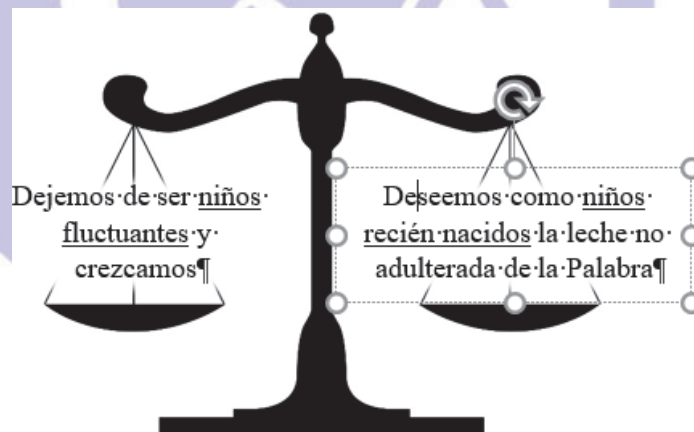 Dejemos de ser niños
fluctuantes y
crezcamos¶
Deseemos como niños
recién nacidos la leche no
adulterada de la Palabra¶